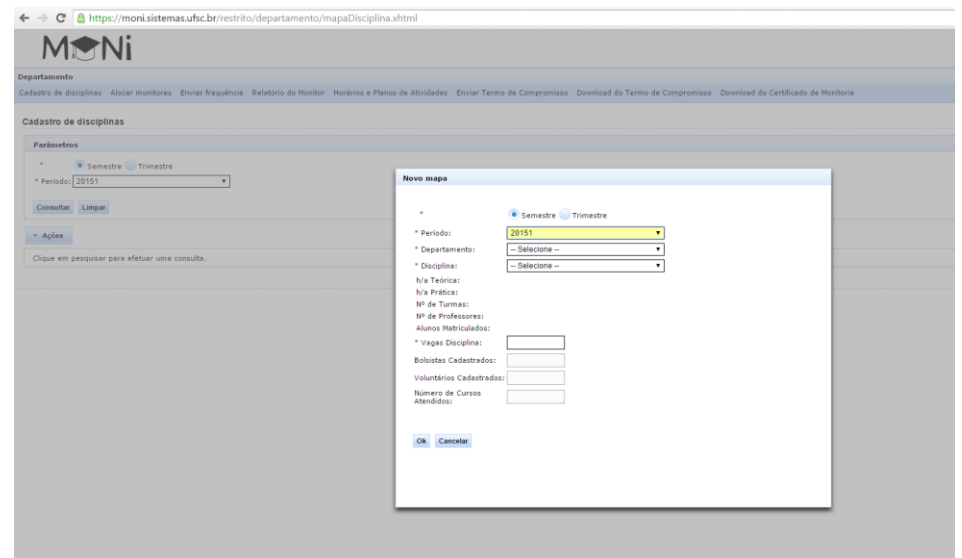 https://moni.sistemas.ufsc.br/restrito/departamento/mapaDisciplina.xhtml
MoNi
Departamento
Cadastro de disciplinas Alocar monitores Enviar frequência Relatório do Monitor Horários e Planos de Atividades Enviar Termo de Compromisso Download do Termo de Compromisso Download do Certificado de Monitoria
Cadastro de disciplinas
Parâmetros
* Semestre Trimestre
* Período: 20151
Consultar Limpar
Ações
Clique em pesquisar para efetuar uma consulta.
Novo mapa
* Semestre Trimestre
* Período: 20151
* Departamento: -- Selecione --
* Disciplina: -- Selecione --
h/a Teórica:
h/a Prática:
Nº de Turmas:
Nº de Professores:
Alunos Matriculados:
* Vagas Disciplina:
Bolsistas Cadastrados:
Voluntários Cadastrados:
Número de Cursos
Atendidos:
Ok Cancelar